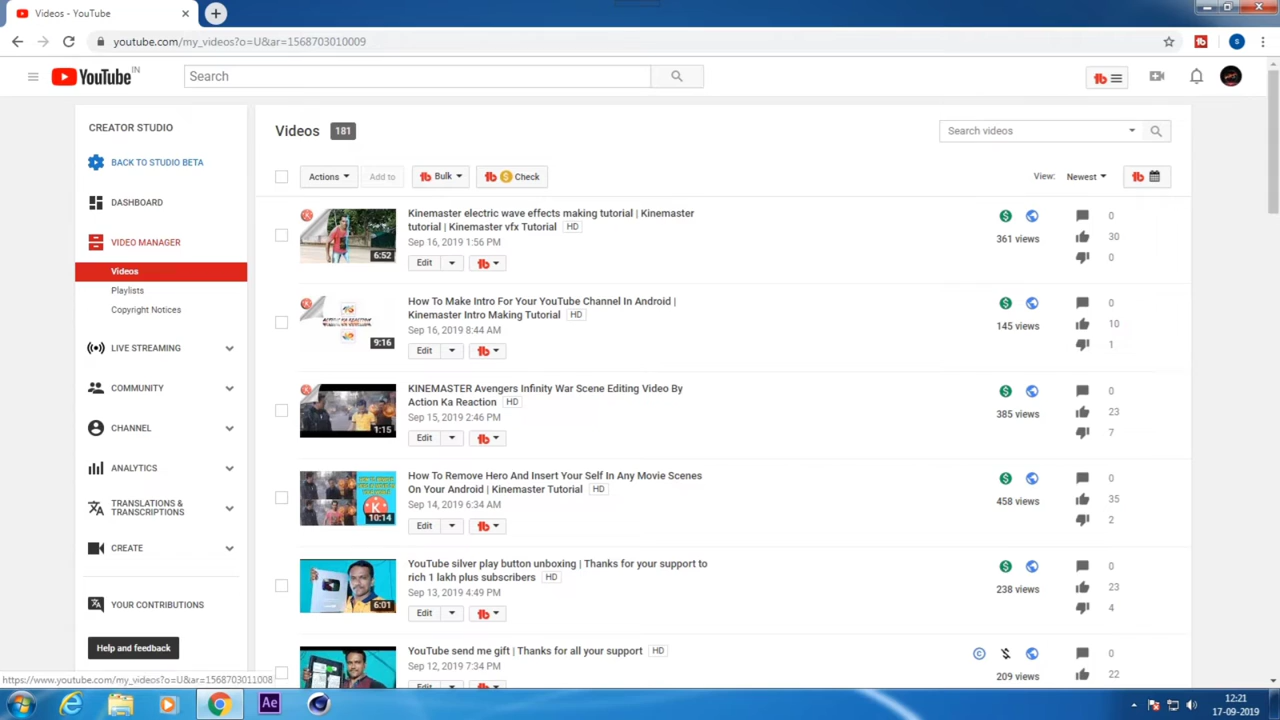 Videos - YouTube
youtube.com/my_videos?o=U&ar=1568703010009
tb
S
YouTube IN
Search
tb
CREATOR STUDIO
BACK TO STUDIO BETA
DASHBOARD
VIDEO MANAGER
Videos
Playlists
Copyright Notices
LIVE STREAMING
COMMUNITY
CHANNEL
ANALYTICS
TRANSLATIONS &
TRANSCRIPTIONS
CREATE
YOUR CONTRIBUTIONS
Help and feedback
Videos 181
Search videos
Actions Add to tb Bulk tb $ Check
View: Newest tb
Kinemaster electric wave effects making tutorial | Kinemaster
tutorial | Kinemaster vfx Tutorial HD
Sep 16, 2019 1:56 PM
Edit tb
6:52
361 views
0
30
0
How To Make Intro For Your YouTube Channel In Android |
Kinemaster Intro Making Tutorial HD
Sep 16, 2019 8:44 AM
Edit tb
9:16
145 views
0
10
1
KINEMASTER Avengers Infinity War Scene Editing Video By
Action Ka Reaction HD
Sep 15, 2019 2:46 PM
Edit tb
1:15
385 views
0
23
7
How To Remove Hero And Insert Your Self In Any Movie Scenes
On Your Android | Kinemaster Tutorial HD
Sep 14, 2019 6:34 AM
Edit tb
K
10:14
458 views
0
35
2
YouTube silver play button unboxing | Thanks for your support to
rich 1 lakh plus subscribers HD
Sep 13, 2019 4:49 PM
Edit tb
6:01
238 views
0
23
4
YouTube send me gift | Thanks for all your support HD
Sep 12, 2019 7:34 PM
209 views
0
22
https://www.youtube.com/my_videos?o=U&ar=1568703011008
Ae
12:21
17-09-2019